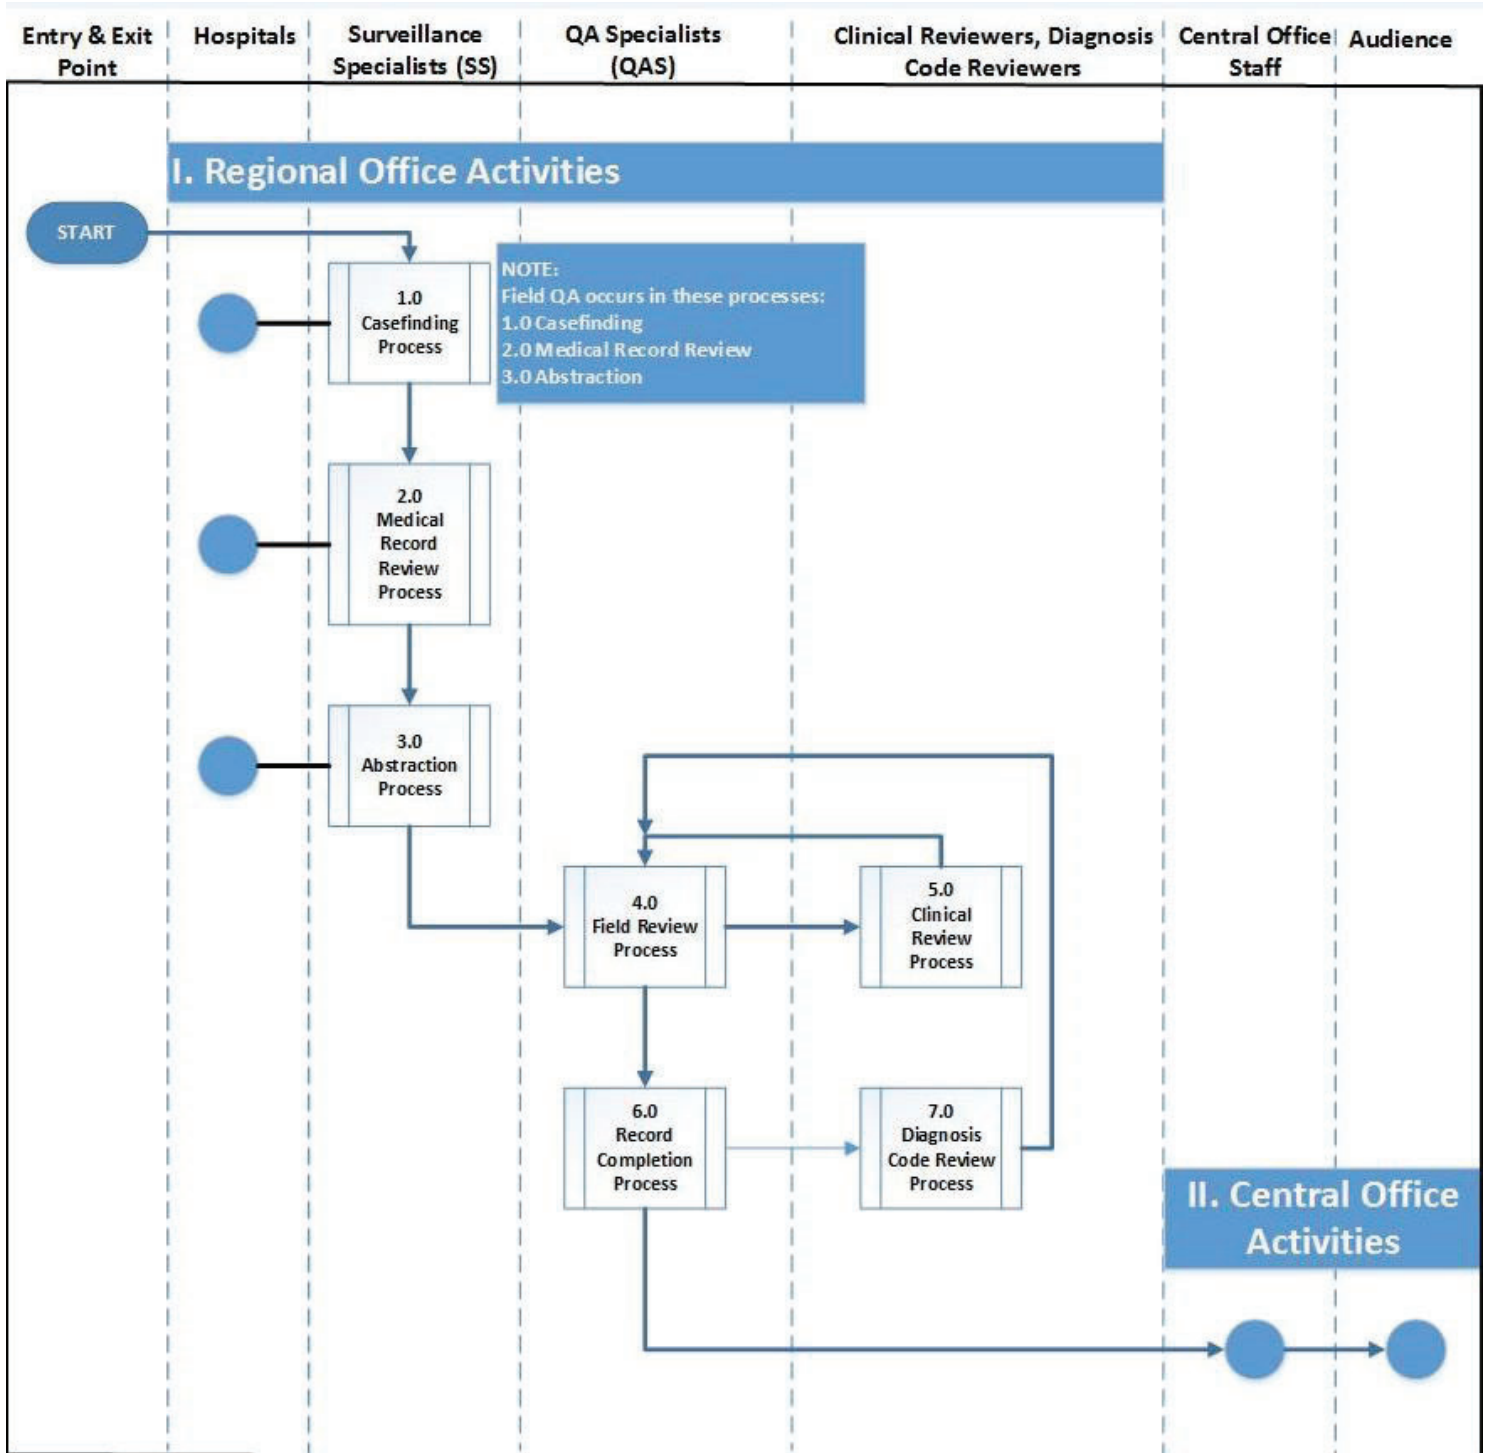 Entry & Exit
Point
Hospitals
Surveillance
Specialists (SS)
QA Specialists
(QAS)
Clinical Reviewers, Diagnosis
Code Reviewers
Central Office
Staff
Audience
I. Regional Office Activities
START
1.0
Casefinding
Process
NOTE:
Field QA occurs in these processes:
1.0 Casefinding
2.0 Medical Record Review
3.0 Abstraction
2.0
Medical
Record
Review
Process
3.0
Abstraction
Process
4.0
Field Review
Process
5.0
Clinical
Review
Process
6.0
Record
Completion
Process
7.0
Diagnosis
Code Review
Process
II. Central Office
Activities